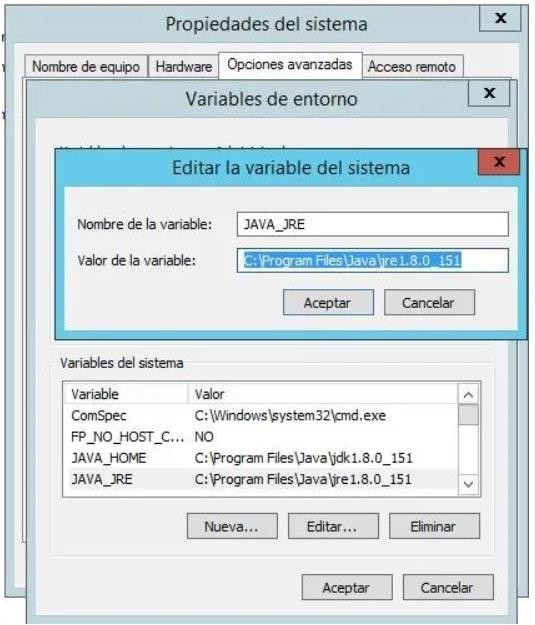 Propiedades del sistema
x
Nombre de equipo
Hardware
Opciones avanzadas
Acceso remoto
Variables de entorno
x
Editar la variable del sistema
x
Nombre de la variable:
JAVA_JRE
Valor de la variable:
C:\Program Files\Java\jre1.8.0_151
Aceptar
Cancelar
Variables del sistema
Variable Valor
ComSpec C:\Windows\system32\cmd.exe
FP_NO_HOST_C... NO
JAVA_HOME C:\Program Files\Java\jdk1.8.0_151
JAVA_JRE C:\Program Files\Java\jre1.8.0_151
Nueva...
Editar...
Eliminar
Aceptar
Cancelar